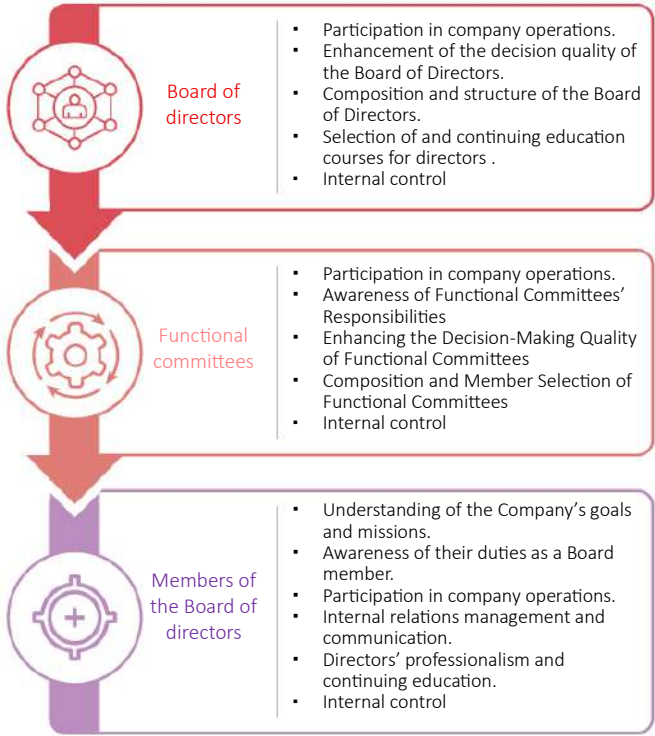 Board of
directors
▪ Participation in company operations.
▪ Enhancement of the decision quality of
the Board of Directors.
▪ Composition and structure of the Board
of Directors.
▪ Selection of and continuing education
courses for directors .
▪ Internal control
Functional
committees
▪ Participation in company operations.
▪ Awareness of Functional Committees’
Responsibilities
▪ Enhancing the Decision-Making Quality
of Functional Committees
▪ Composition and Member Selection of
Functional Committees
▪ Internal control
Members of
the Board of
directors
▪ Understanding of the Company’s goals
and missions.
▪ Awareness of their duties as a Board
member.
▪ Participation in company operations.
▪ Internal relations management and
communication.
▪ Directors’ professionalism and
continuing education.
▪ Internal control